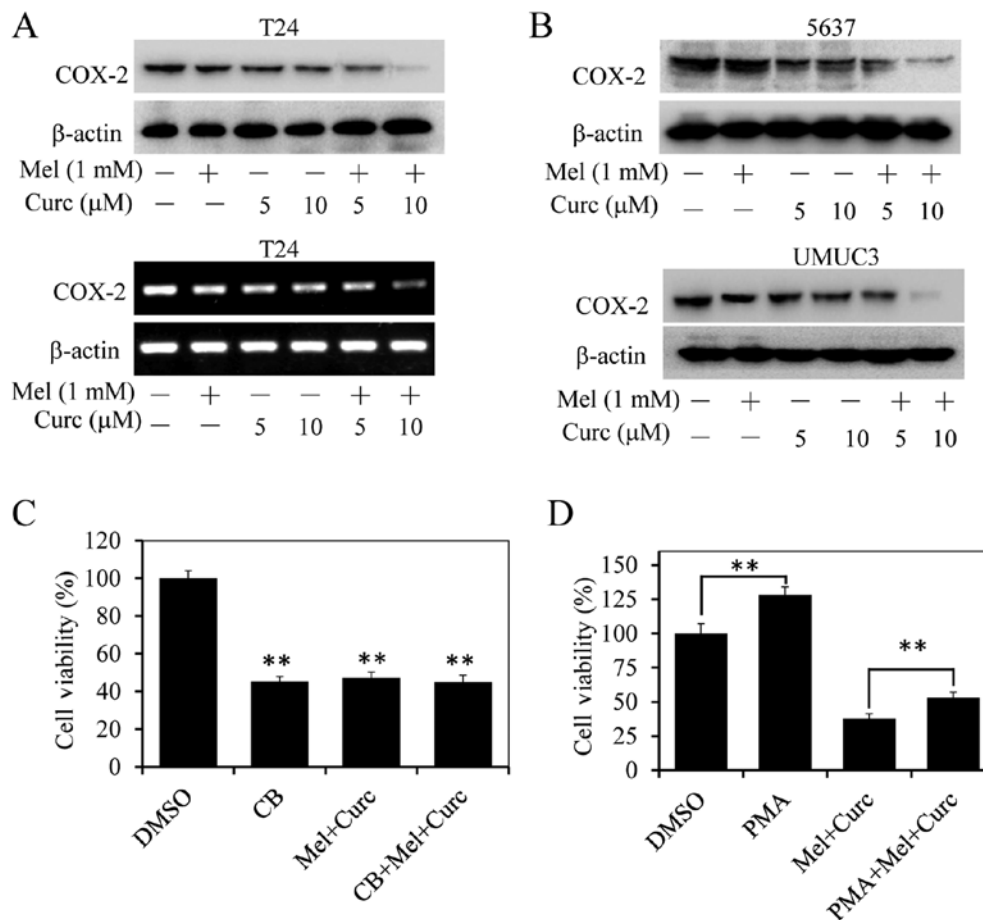 A
T24
COX-2
β-actin
Mel (1 mM) — + — — + +
Curc (μM) — — 5 10 5 10
T24
COX-2
β-actin
Mel (1 mM) — + — — + +
Curc (μM) — — 5 10 5 10
B
5637
COX-2
β-actin
Mel (1 mM) — + — — + +
Curc (μM) — — 5 10 5 10
UMUC3
COX-2
β-actin
Mel (1 mM) — + — — + +
Curc (μM) — — 5 10 5 10
C
Cell viability (%)
120
100
80
60
40
20
0
** ** **
DMSO
CB
Mel+Curc
CB+Mel+Curc
D
Cell viability (%)
150
125
100
75
50
25
0
**
**
DMSO
PMA
Mel+Curc
PMA+Mel+Curc